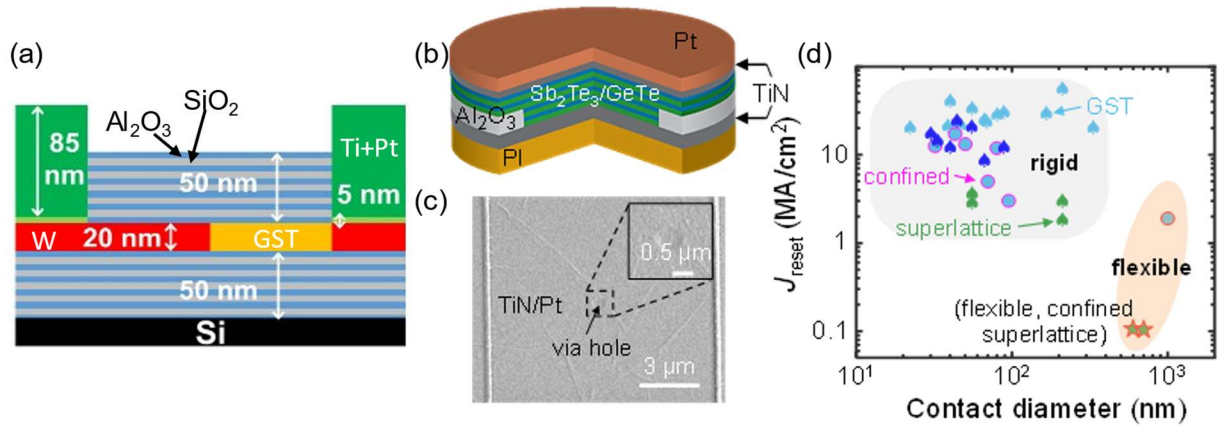 (a)
SiO₂
Al₂O₃
85
nm
50 nm
Ti+Pt
5 nm
W
20 nm
GST
50 nm
Si
(b)
Pt
Sb₂Te₃/GeTe
TiN
Al₂O₃
PI
(c)
0.5 µm
TiN/Pt
via hole
3 µm
(d)
GST
10
rigid
confined
superlattice
1
flexible
(flexible, confined
superlattice)
0.1
J_reset (MA/cm²)
10¹ 10² 10³
Contact diameter (nm)